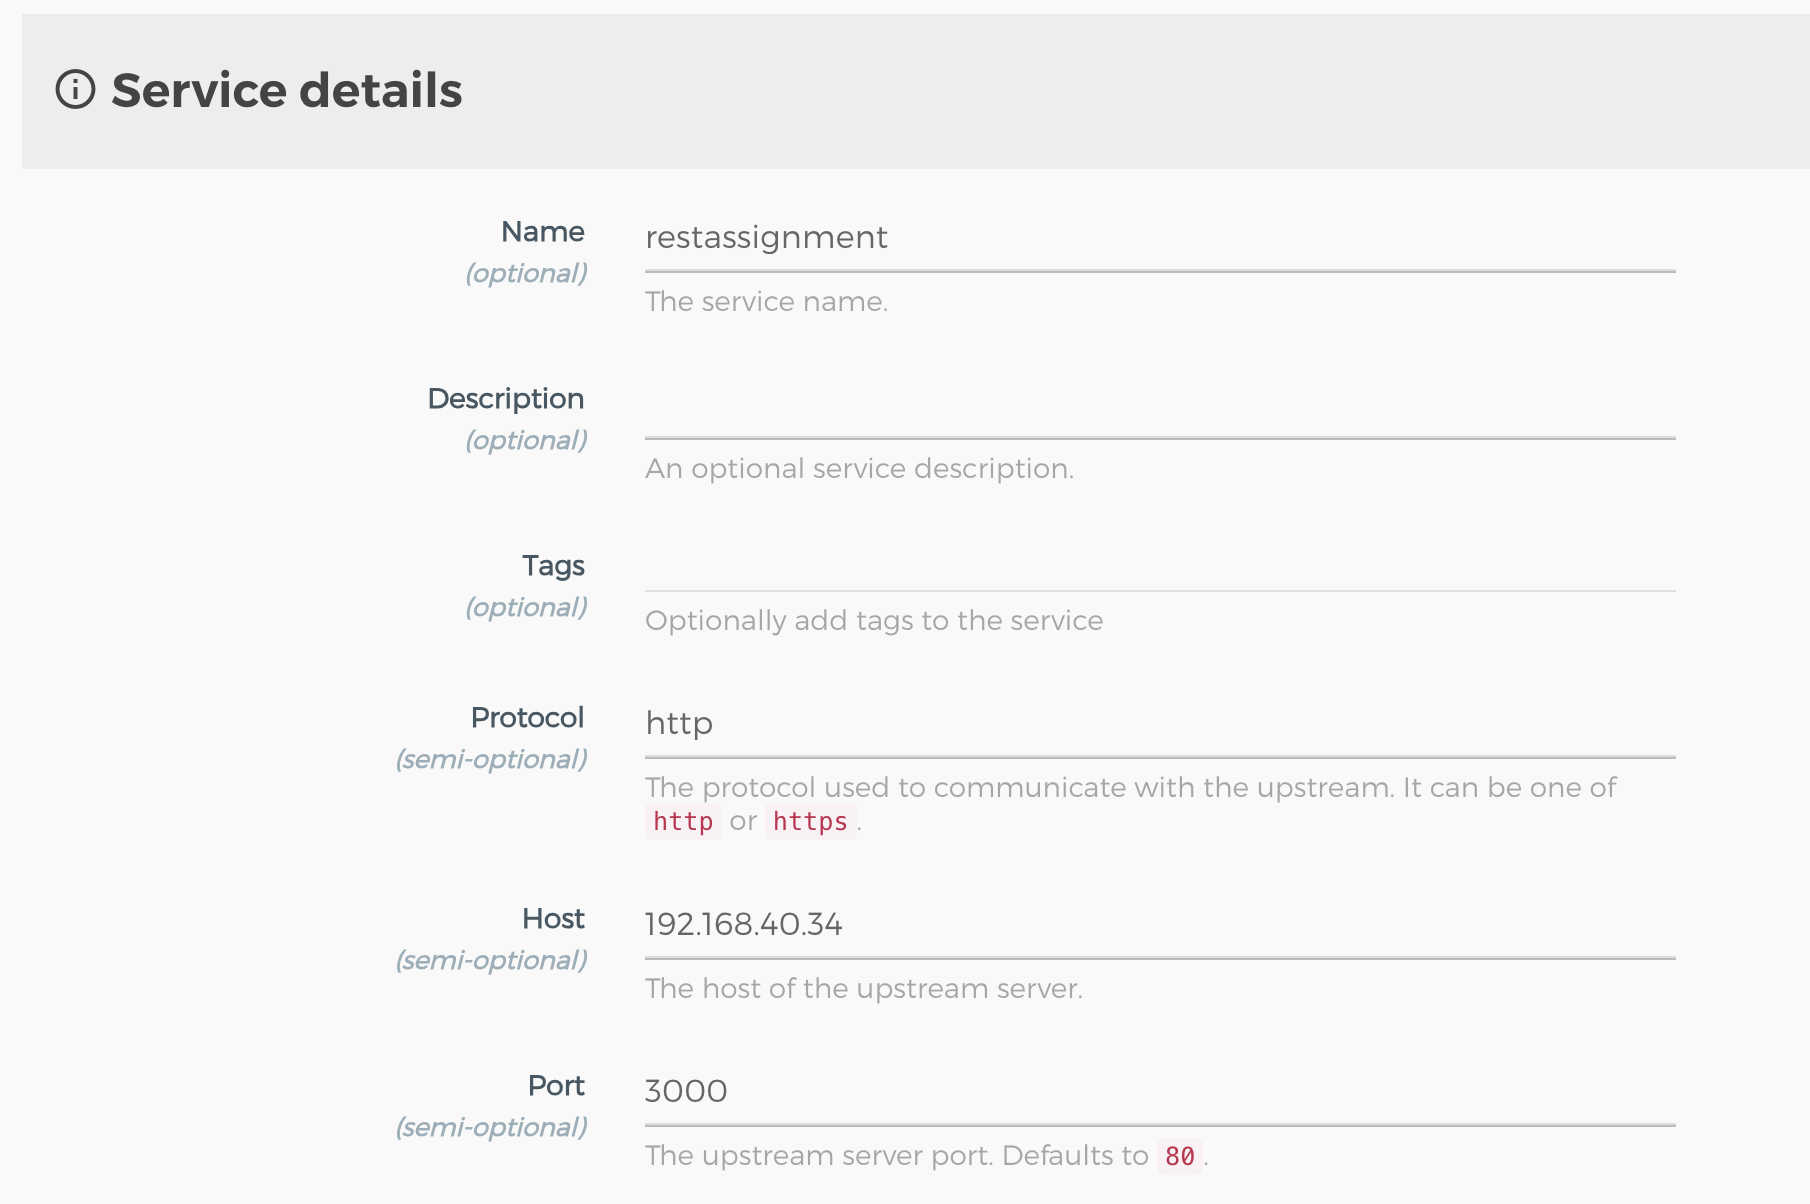 Service details
Name
(optional)
restassignment
The service name.
Description
(optional)
An optional service description.
Tags
(optional)
Optionally add tags to the service
Protocol
(semi-optional)
http
The protocol used to communicate with the upstream. It can be one of
http or https.
Host
(semi-optional)
192.168.40.34
The host of the upstream server.
Port
(semi-optional)
3000
The upstream server port. Defaults to 80.